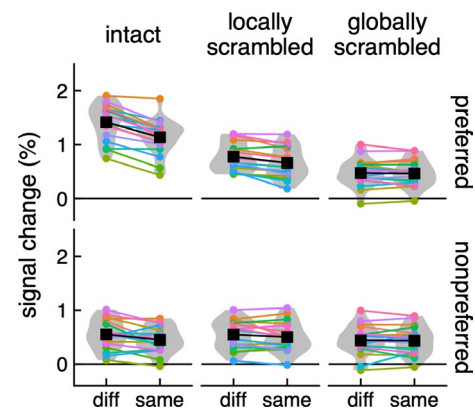 intact
locally
scrambled
globally
scrambled
signal change (%)
2
1
0
preferred
2
1
0
nonpreferred
diff same
diff same
diff same